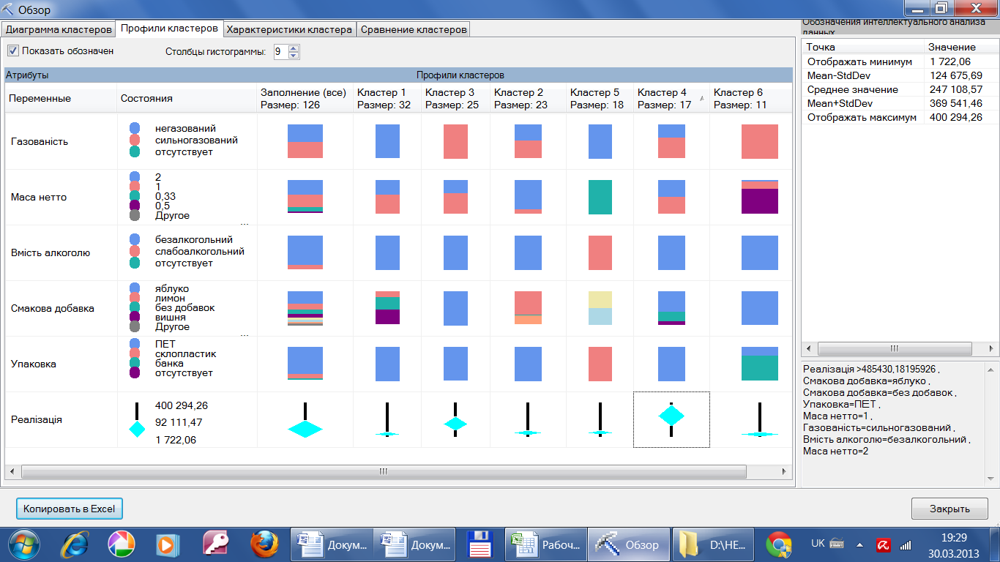 Обзор
Диаграмма кластеров
Профили кластеров
Характеристики кластера
Сравнение кластеров
Показать обозначен
Столбцы гистограммы:
9
Атрибуты
Профили кластеров
Переменные
Состояния
Заполнение (все)
Размер: 126
Кластер 1
Размер: 32
Кластер 3
Размер: 25
Кластер 2
Размер: 23
Кластер 5
Размер: 18
Кластер 4
Размер: 17
Кластер 6
Размер: 11
Газованість
негазований
сильногазований
отсутствует
Маса нетто
2
1
0,33
0,5
Другое
...
Вмість алкоголю
безалкогольний
слабоалкогольний
отсутствует
Смакова добавка
яблуко
лимон
без добавок
вишня
Другое
...
Упаковка
ПЕТ
склопластик
банка
отсутствует
Реалізація
400 294,26
92 111,47
1 722,06
Обозначения интеллектуального анализа
данных
Точка
Значение
Отображать минимум
1 722,06
Mean-StdDev
124 675,69
Среднее значение
247 108,57
Mean+StdDev
369 541,46
Отображать максимум
400 294,26
Реалізація >485430,18195926 ,
Смакова добавка=яблуко ,
Смакова добавка=без добавок ,
Упаковка=ПЕТ ,
Маса нетто=1 ,
Газованість=сильногазований ,
Вмість алкоголю=безалкогольний ,
Маса нетто=2
Копировать в Excel
Закрыть
Докум...
Докум...
Рабоч...
Обзор
D:\НЕ...
UK
19:29
30.03.2013